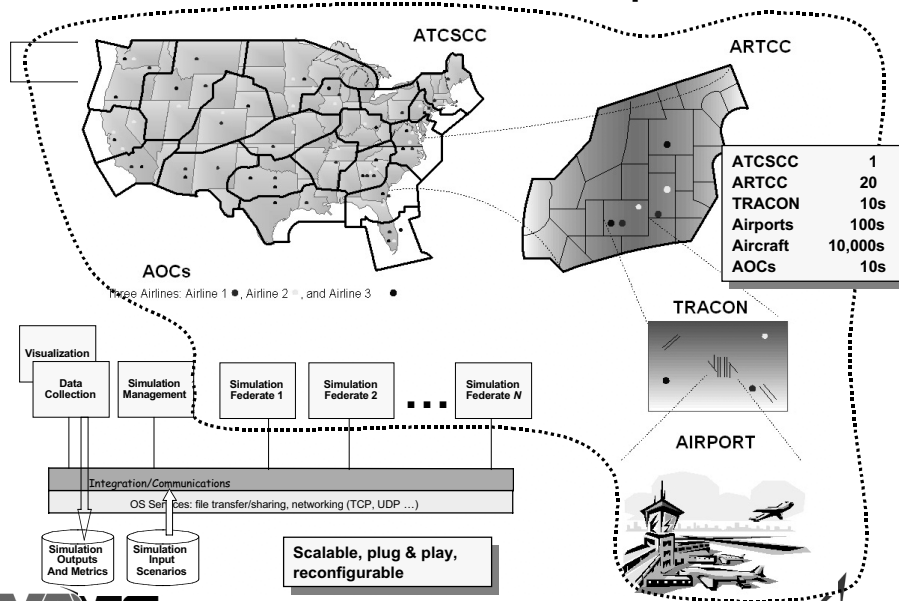 ATCSCC
ARTCC
ATCSCC 1
ARTCC 20
TRACON 10s
Airports 100s
Aircraft 10,000s
AOCs 10s
AOCs
Three Airlines: Airline 1 , Airline 2 , and Airline 3
TRACON
AIRPORT
Visualization
Data
Collection
Simulation
Management
Simulation
Federate 1
Simulation
Federate 2
...
Simulation
Federate N
Integration/Communications
OS Services: file transfer/sharing, networking (TCP, UDP ...)
Simulation
Outputs
And Metrics
Simulation
Input
Scenarios
Scalable, plug & play,
reconfigurable